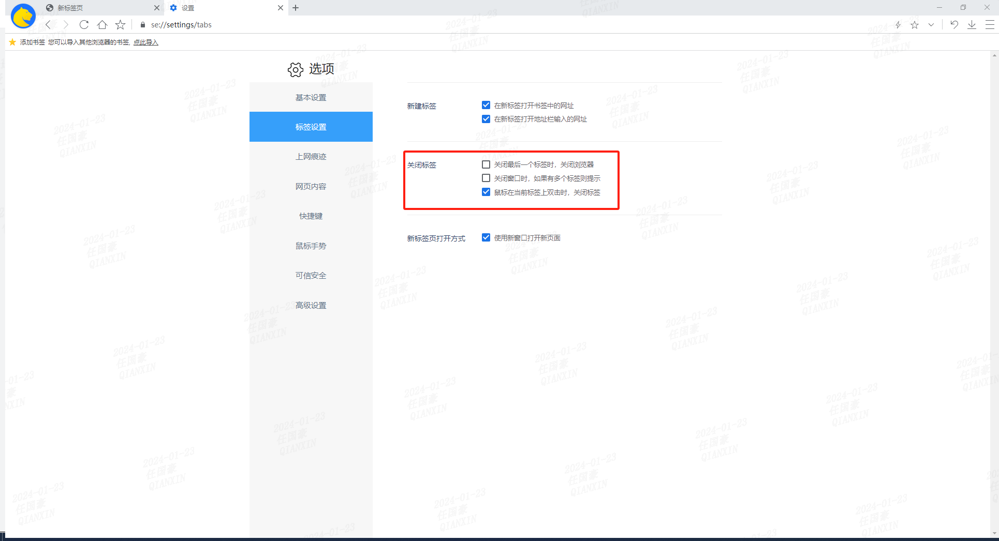 新标签页
设置
se://settings/tabs
添加书签 您可以导入其他浏览器的书签, 点此导入
选项
基本设置
标签设置
上网痕迹
网页内容
快捷键
鼠标手势
可信安全
高级设置
新建标签
在新标签打开书签中的网址
在新标签打开地址栏输入的网址
关闭标签
关闭最后一个标签时，关闭浏览器
关闭窗口时，如果有多个标签则提示
鼠标在当前标签上双击时，关闭标签
新标签页打开方式
使用新窗口打开新页面
2024-01-23
任国豪
QIANXIN